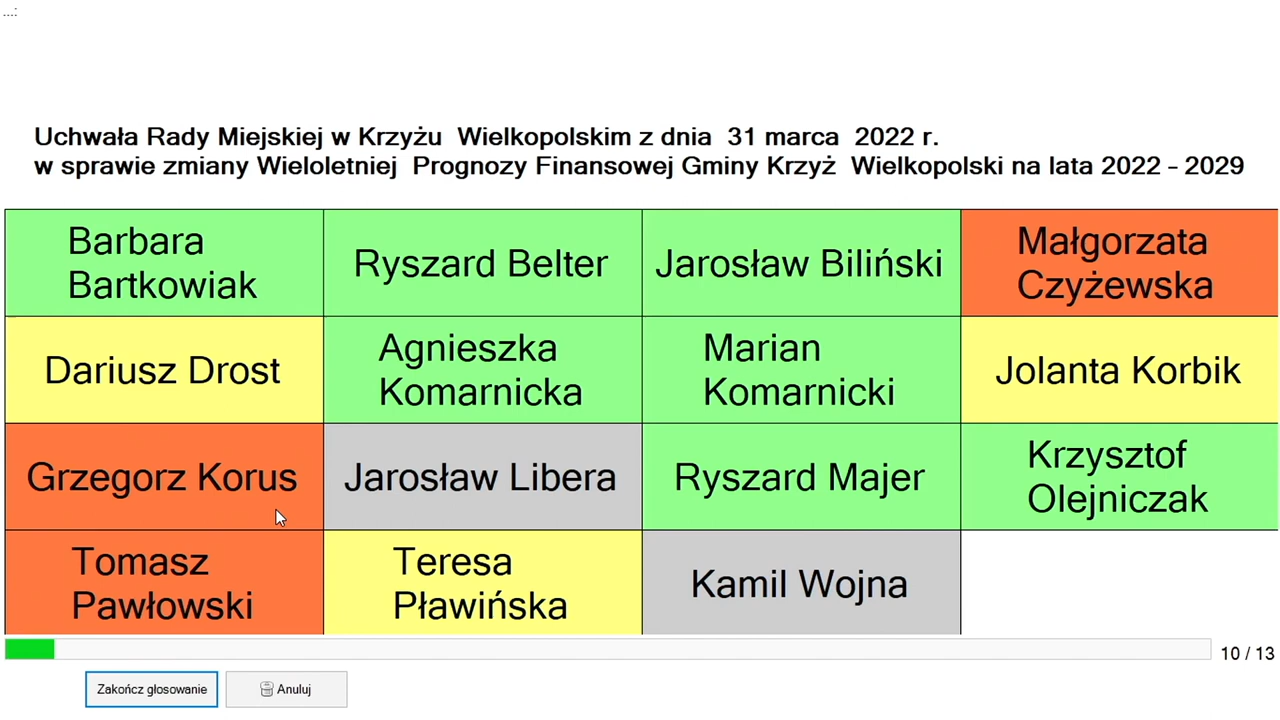 ...:
Uchwała Rady Miejskiej w Krzyżu Wielkopolskim z dnia 31 marca 2022 r.
w sprawie zmiany Wieloletniej Prognozy Finansowej Gminy Krzyż Wielkopolski na lata 2022 – 2029
Barbara
Bartkowiak
Ryszard Belter
Jarosław Biliński
Małgorzata
Czyżewska
Dariusz Drost
Agnieszka
Komarnicka
Marian
Komarnicki
Jolanta Korbik
Grzegorz Korus
Jarosław Libera
Ryszard Majer
Krzysztof
Olejniczak
Tomasz
Pawłowski
Teresa
Pławińska
Kamil Wojna
10 / 13
Zakończ głosowanie
Anuluj